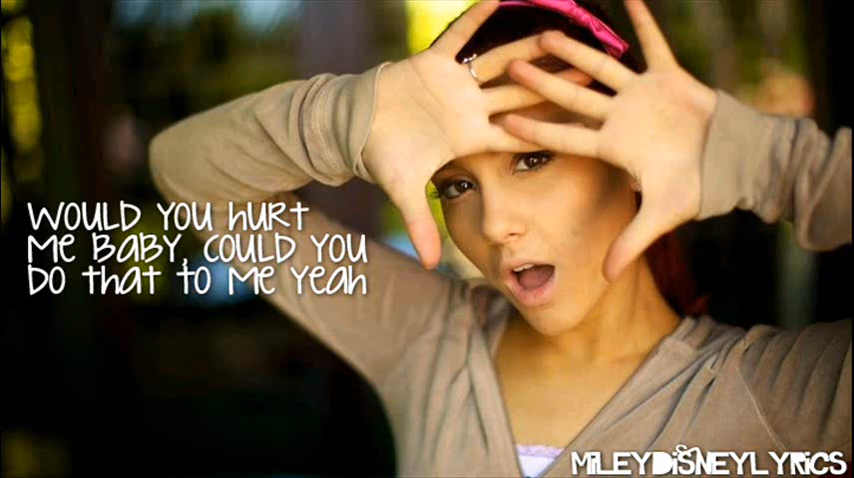 WOULD YOU HURT
ME BABY, COULD YOU
DO THAT TO ME YEAH
MILEYDISNEYLYRICS